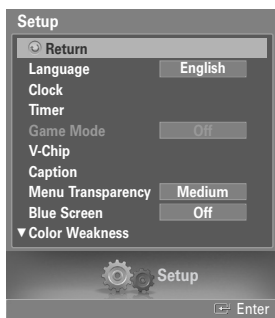 Setup
Return
Language English
Clock
Timer
Game Mode Off
V-Chip
Caption
Menu Transparency Medium
Blue Screen Off
▼ Color Weakness
Setup
Enter